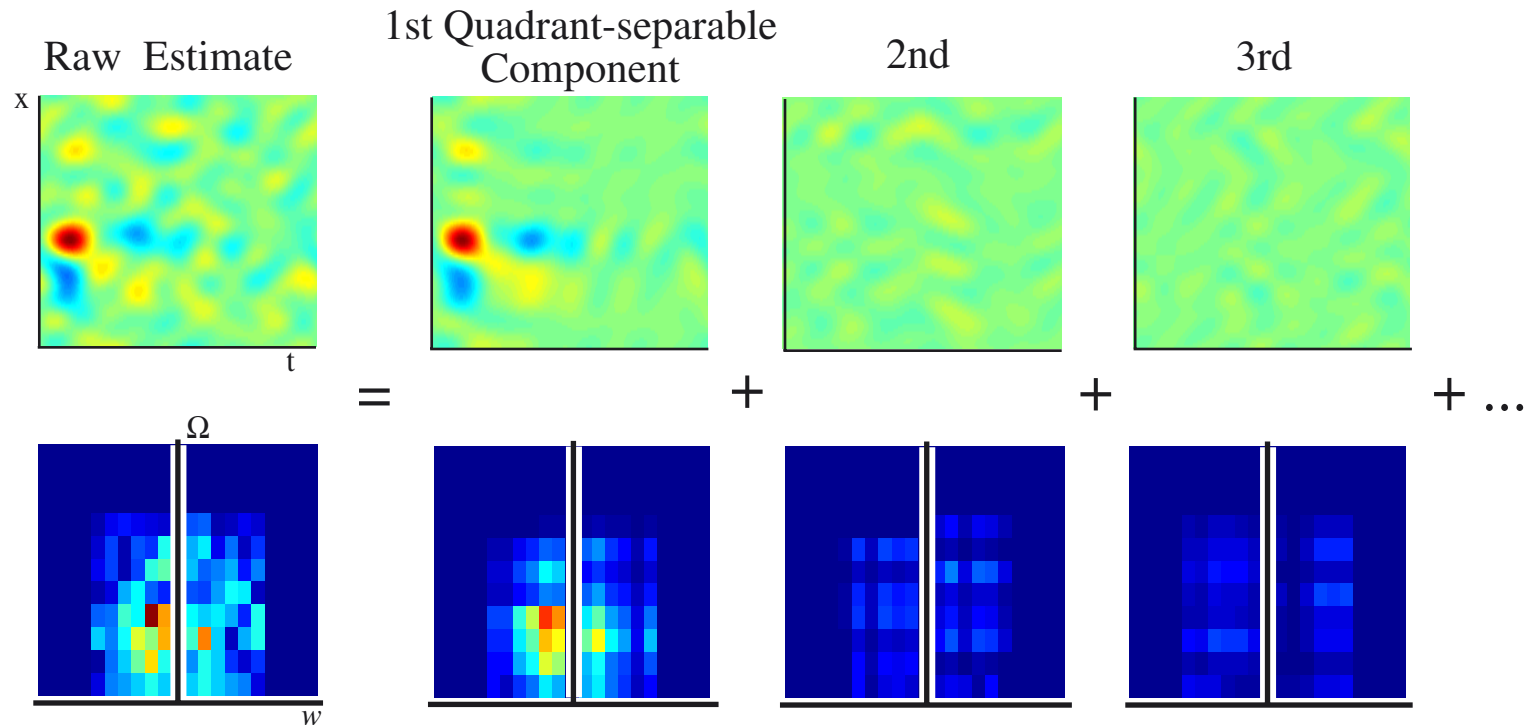 1st Quadrant-separable
Raw Estimate
Component
2nd
3rd
x
t
= + + + ...
Ω
w